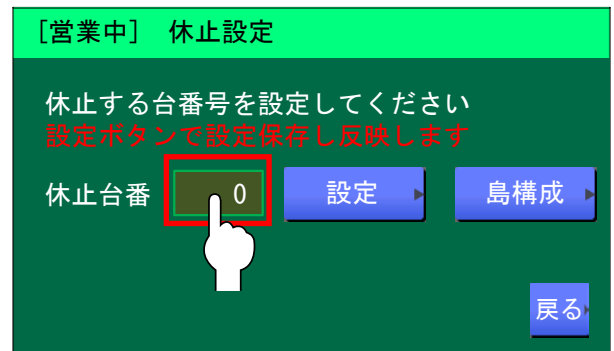 [営業中] 休止設定
休止する台番号を設定してください
設定ボタンで設定保存し反映します
休止台番 0 設定 島構成
戻る